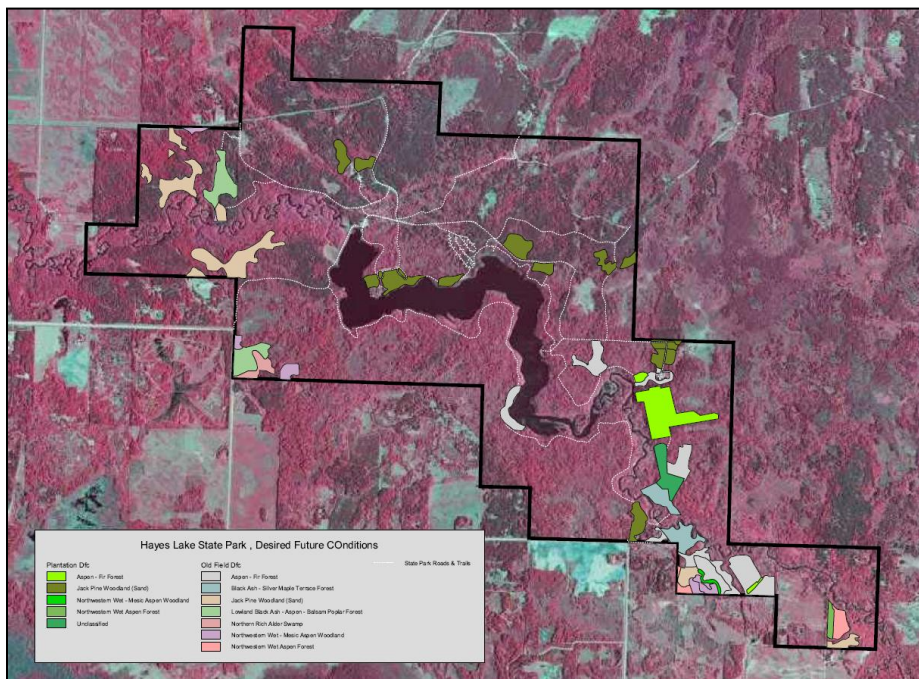 Hayes Lake State Park , Desired Future COnditions
Plantation Dfc
Aspen - Fir Forest
Jack Pine Woodland (Sand)
Northwestern Wet - Mesic Aspen Woodland
Northwestern Wet Aspen Forest
Unclassified
Old Field Dfc
Aspen - Fir Forest
Black Ash - Silver Maple Terrace Forest
Jack Pine Woodland (Sand)
Lowland Black Ash - Aspen - Balsam Poplar Forest
Northern Rich Alder Swamp
Northwestern Wet - Mesic Aspen Woodland
Northwestern Wet Aspen Forest
State Park Roads & Trails